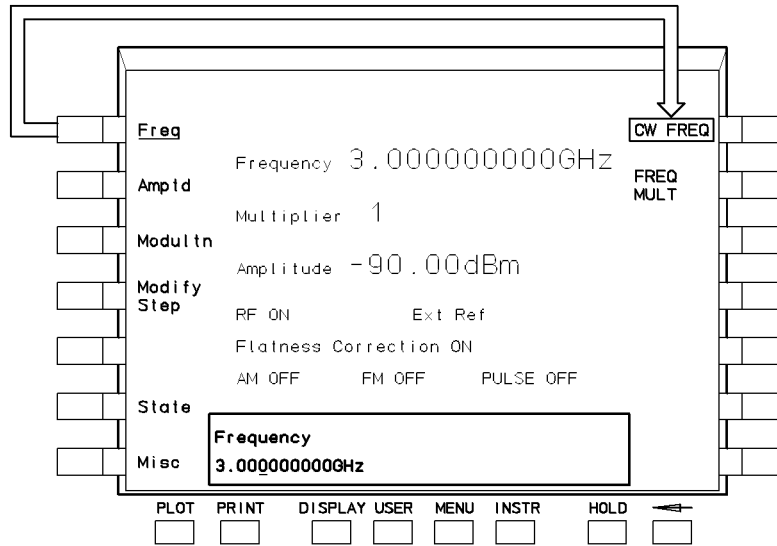 Freq
CW FREQ
Frequency 3.000000000GHz
Amptd
FREQ
MULT
Multiplier 1
Modultn
Amplitude -90.00dBm
Modify
Step
RF ON Ext Ref
Flatness Correction ON
AM OFF FM OFF PULSE OFF
State
Frequency
Misc
3.000000000GHz
PLOT PRINT DISPLAY USER MENU INSTR HOLD